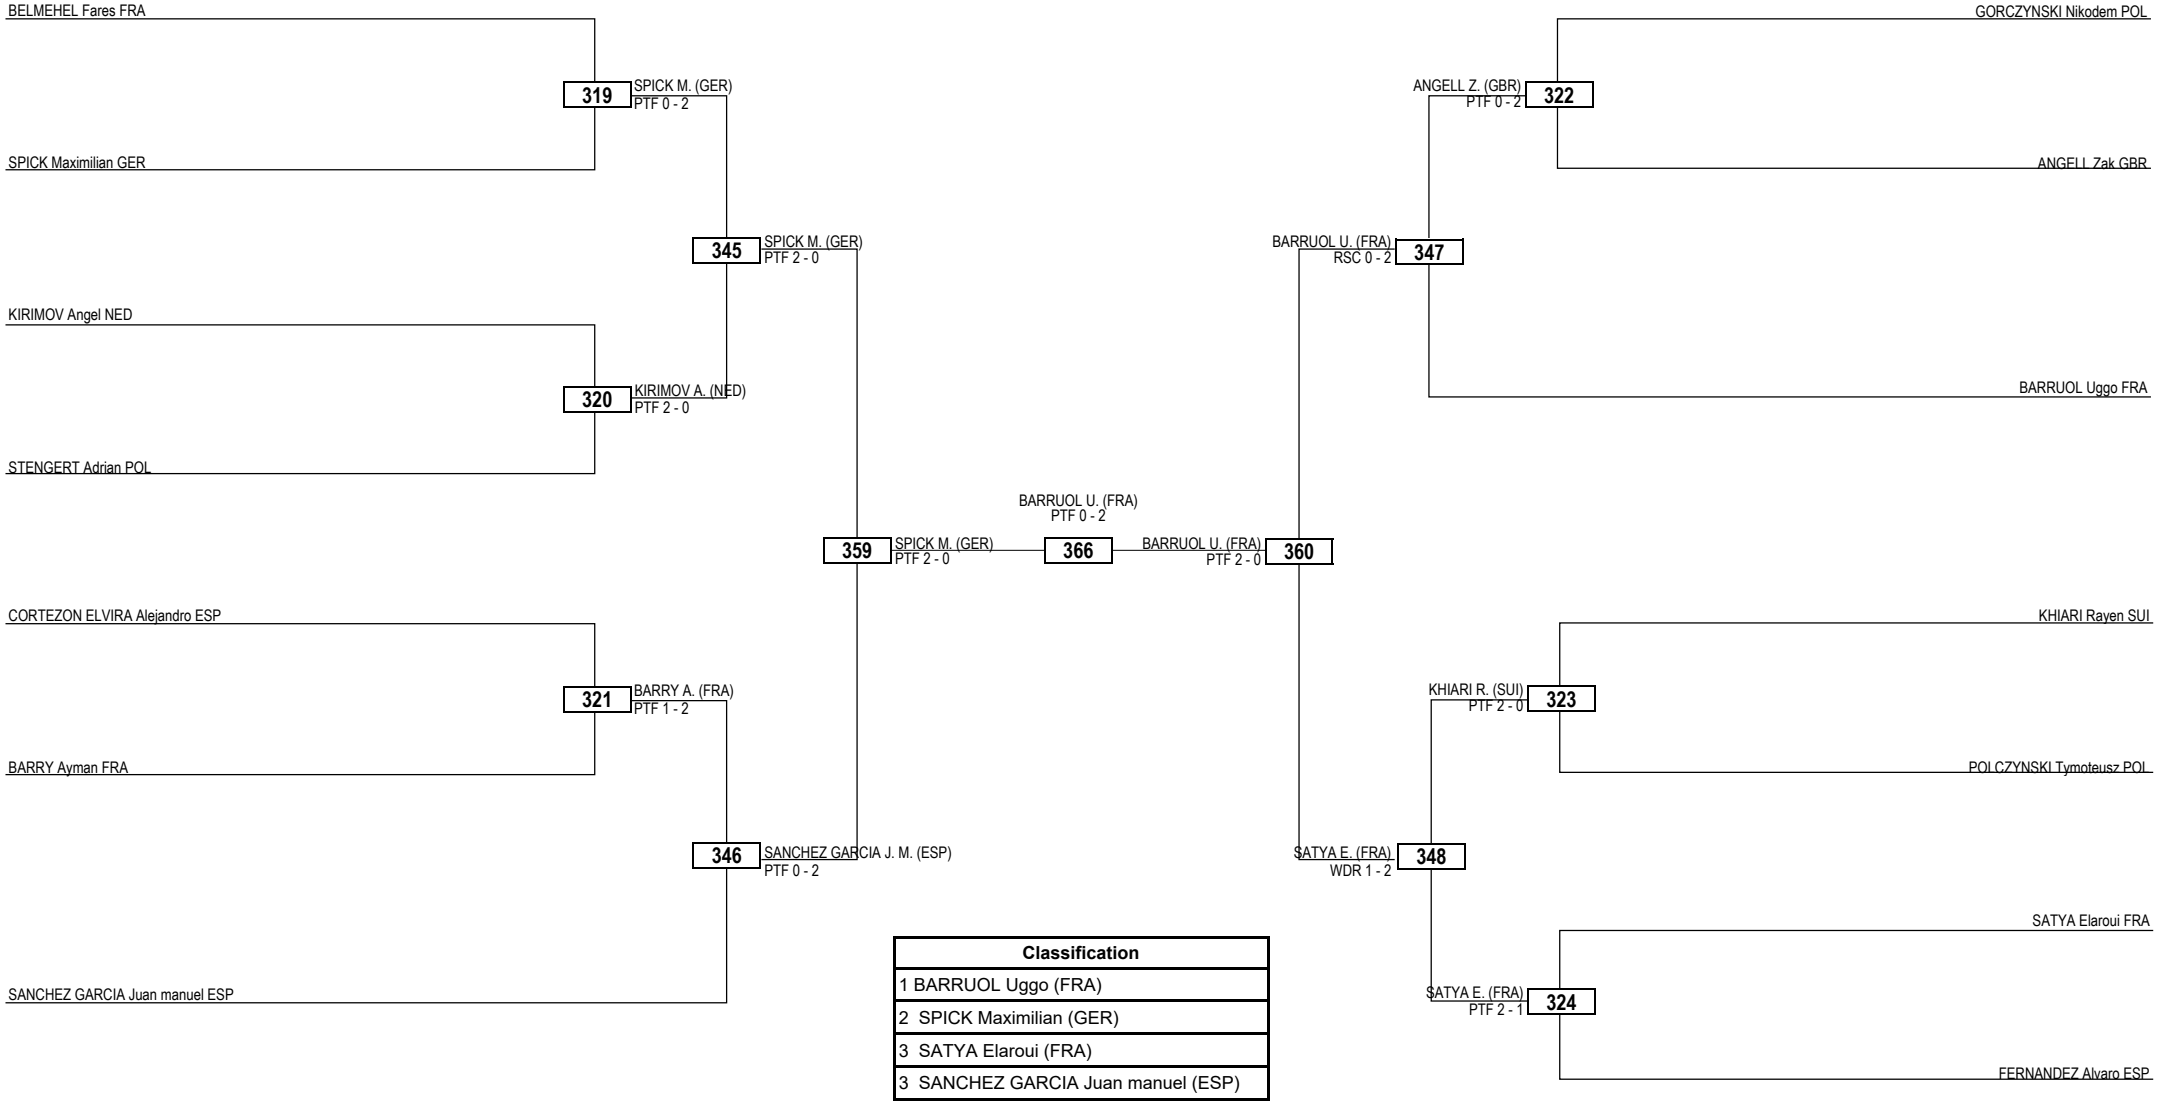 BELMEHEL Fares FRA
319
SPICK M. (GER)
PTF 0 - 2
SPICK Maximilian GER
345
SPICK M. (GER)
PTF 2 - 0
KIRIMOV Angel NED
320
KIRIMOV A. (NED)
PTF 2 - 0
STENGERT Adrian POL
359
SPICK M. (GER)
PTF 2 - 0
CORTEZON ELVIRA Alejandro ESP
321
BARRY A. (FRA)
PTF 1 - 2
BARRY Ayman FRA
346
SANCHEZ GARCIA J. M. (ESP)
PTF 0 - 2
SANCHEZ GARCIA Juan manuel ESP
BARRUOL U. (FRA)
PTF 0 - 2
366
GORCZYNSKI Nikodem POL
ANGELL Z. (GBR)
PTF 0 - 2
322
ANGELL Zak GBR
BARRUOL U. (FRA)
RSC 0 - 2
347
BARRUOL Uggo FRA
BARRUOL U. (FRA)
PTF 2 - 0
360
KHIARI Rayen SUI
KHIARI R. (SUI)
PTF 2 - 0
323
POLCZYNSKI Tymoteusz POL
SATYA E. (FRA)
WDR 1 - 2
348
SATYA Elaroui FRA
SATYA E. (FRA)
PTF 2 - 1
324
FERNANDEZ Alvaro ESP
Classification
1 BARRUOL Uggo (FRA)
2 SPICK Maximilian (GER)
3 SATYA Elaroui (FRA)
3 SANCHEZ GARCIA Juan manuel (ESP)